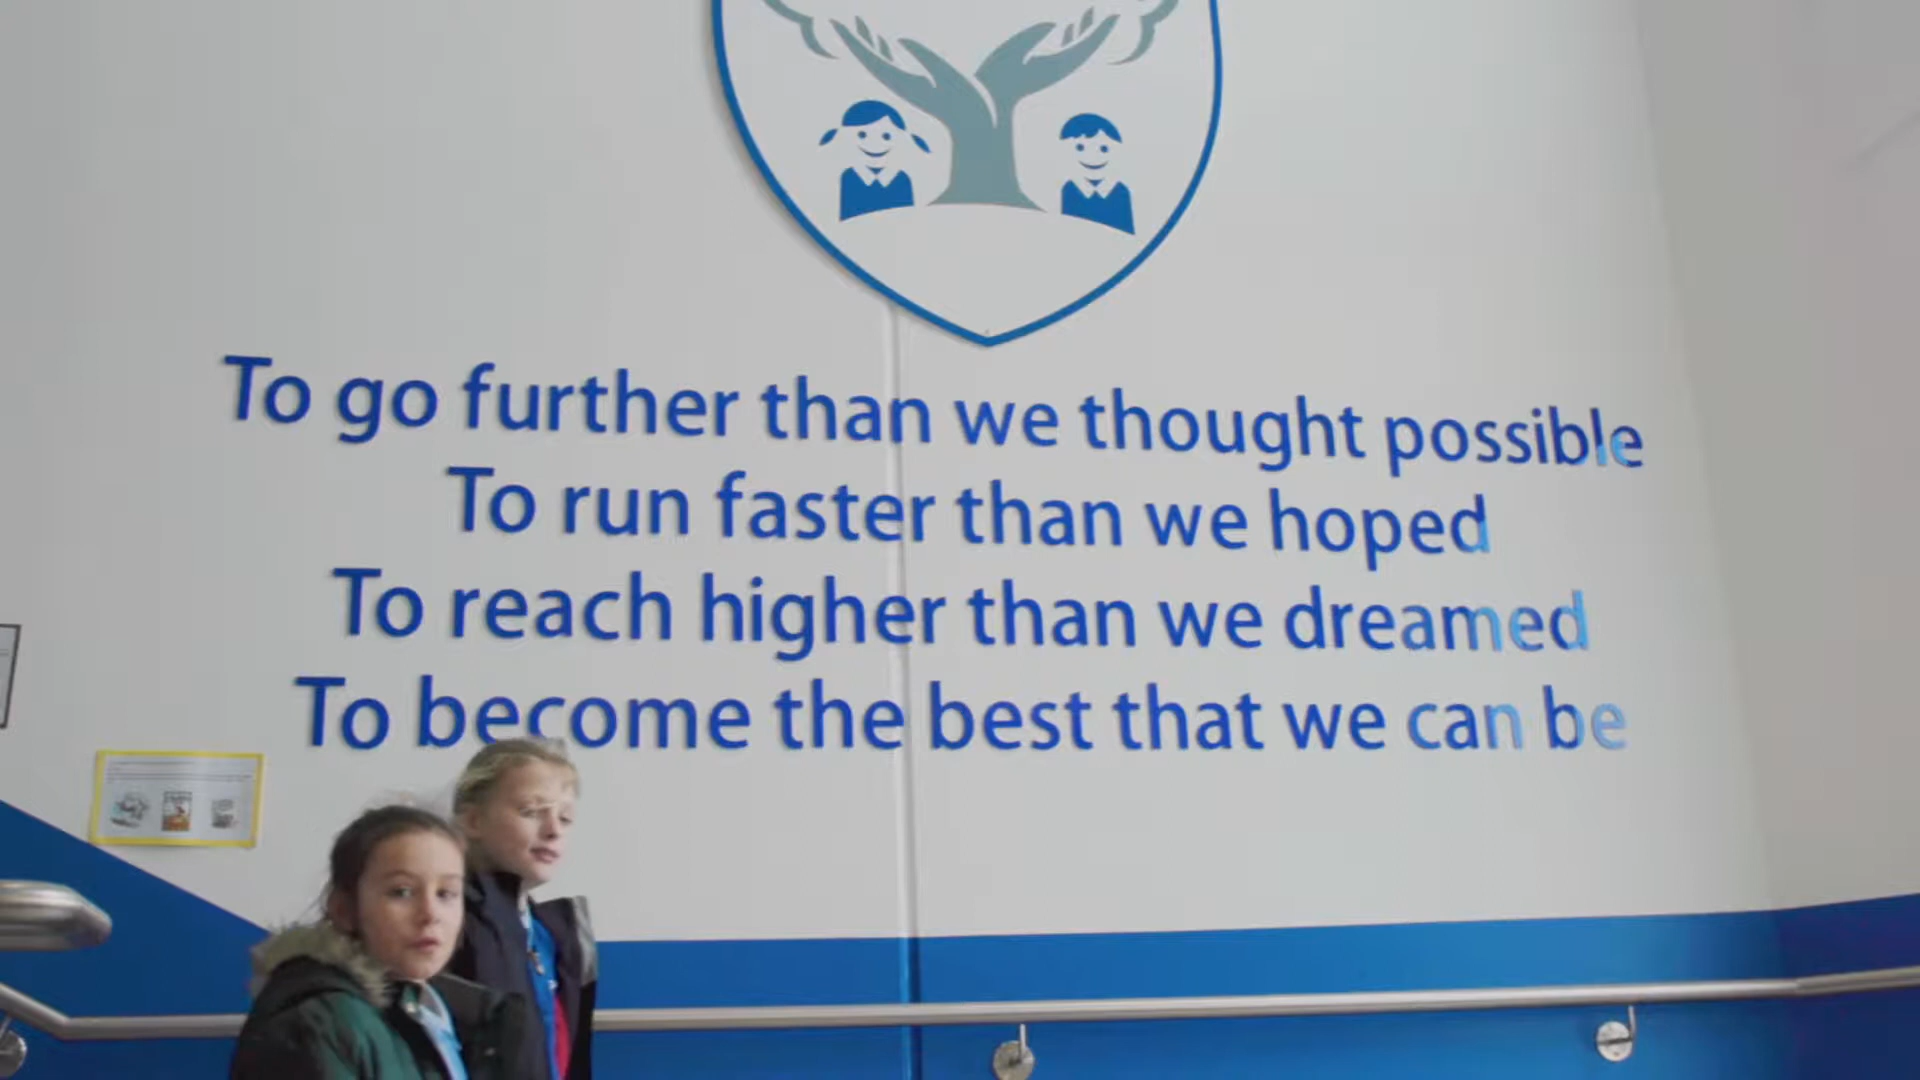 To go further than we thought possible
To run faster than we hoped
To reach higher than we dreamed
To become the best that we can be